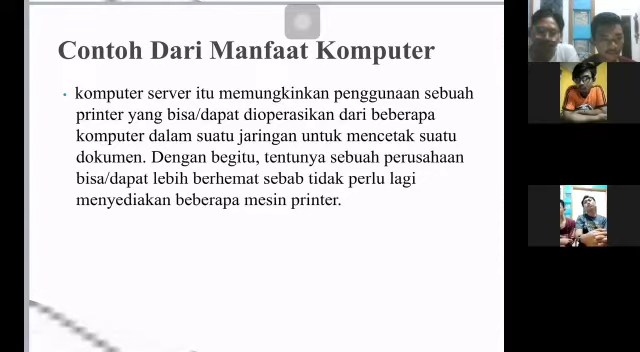 Contoh Dari Manfaat Komputer
• komputer server itu memungkinkan penggunaan sebuah
printer yang bisa/dapat dioperasikan dari beberapa
komputer dalam suatu jaringan untuk mencetak suatu
dokumen. Dengan begitu, tentunya sebuah perusahaan
bisa/dapat lebih berhemat sebab tidak perlu lagi
menyediakan beberapa mesin printer.